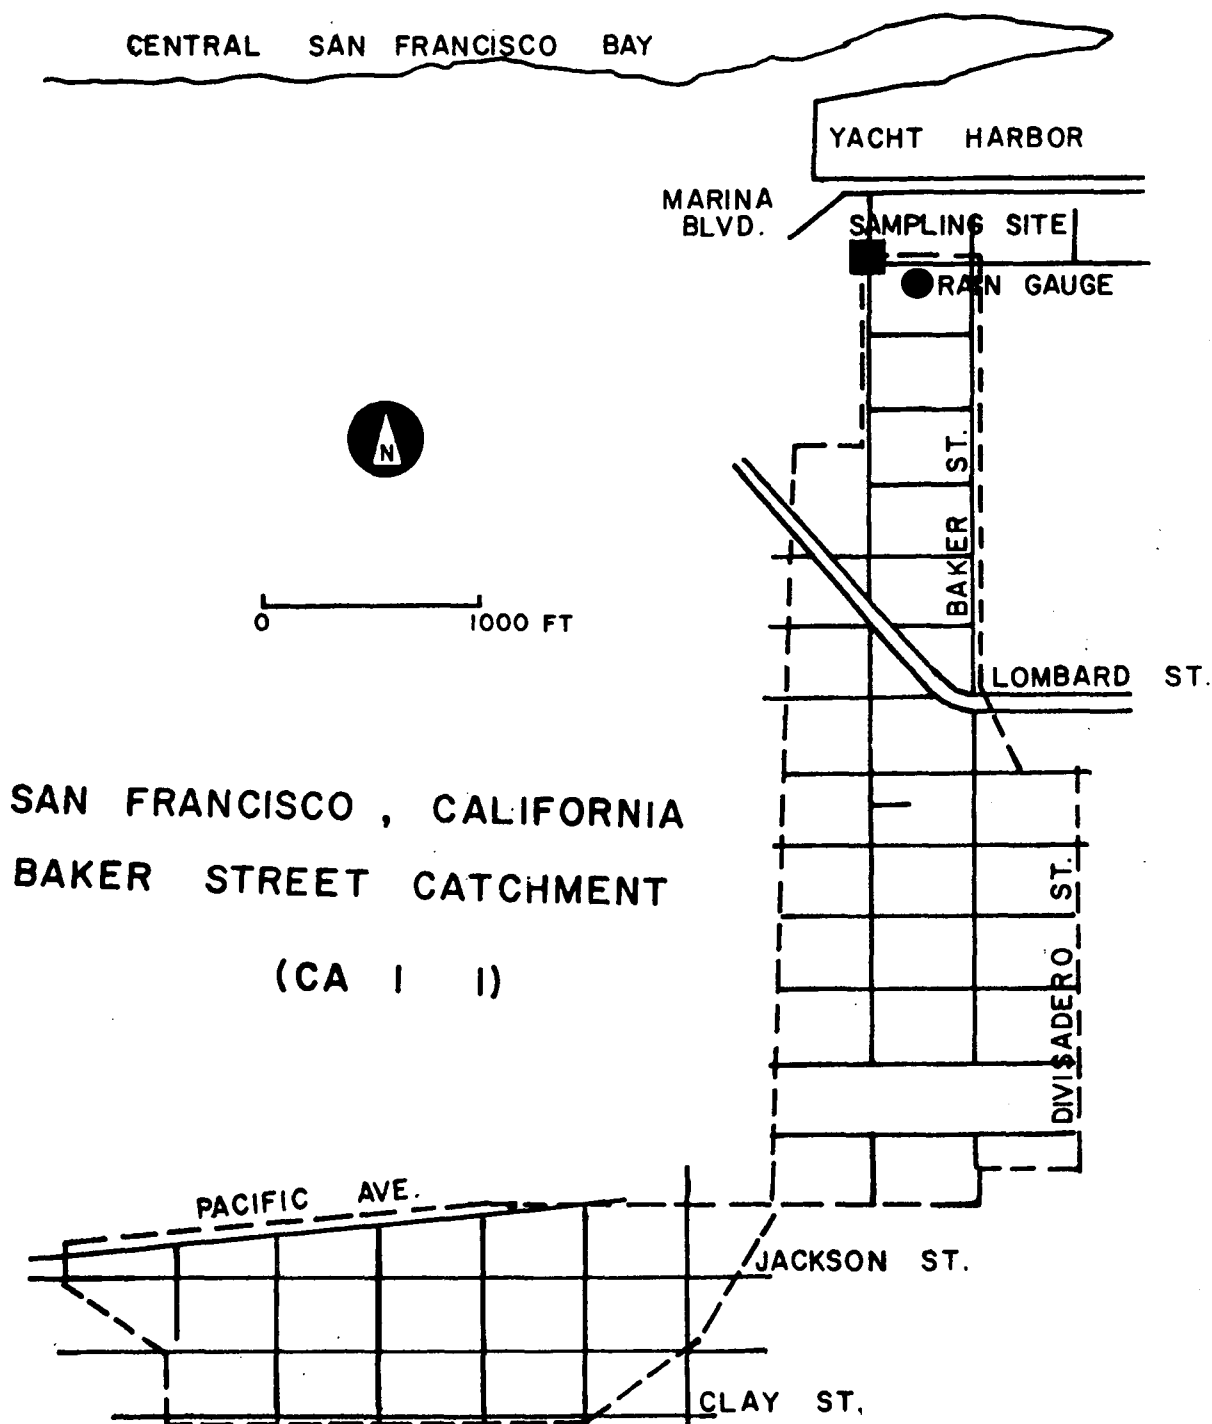 CENTRAL SAN FRANCISCO BAY
YACHT HARBOR
MARINA
BLVD.
SAMPLING SITE
RAIN GAUGE
N
BAKER ST.
0 1000 FT
LOMBARD ST.
SAN FRANCISCO, CALIFORNIA
BAKER STREET CATCHMENT
(CA 1 1)
DIVISADERO ST.
PACIFIC AVE.
JACKSON ST.
CLAY ST.